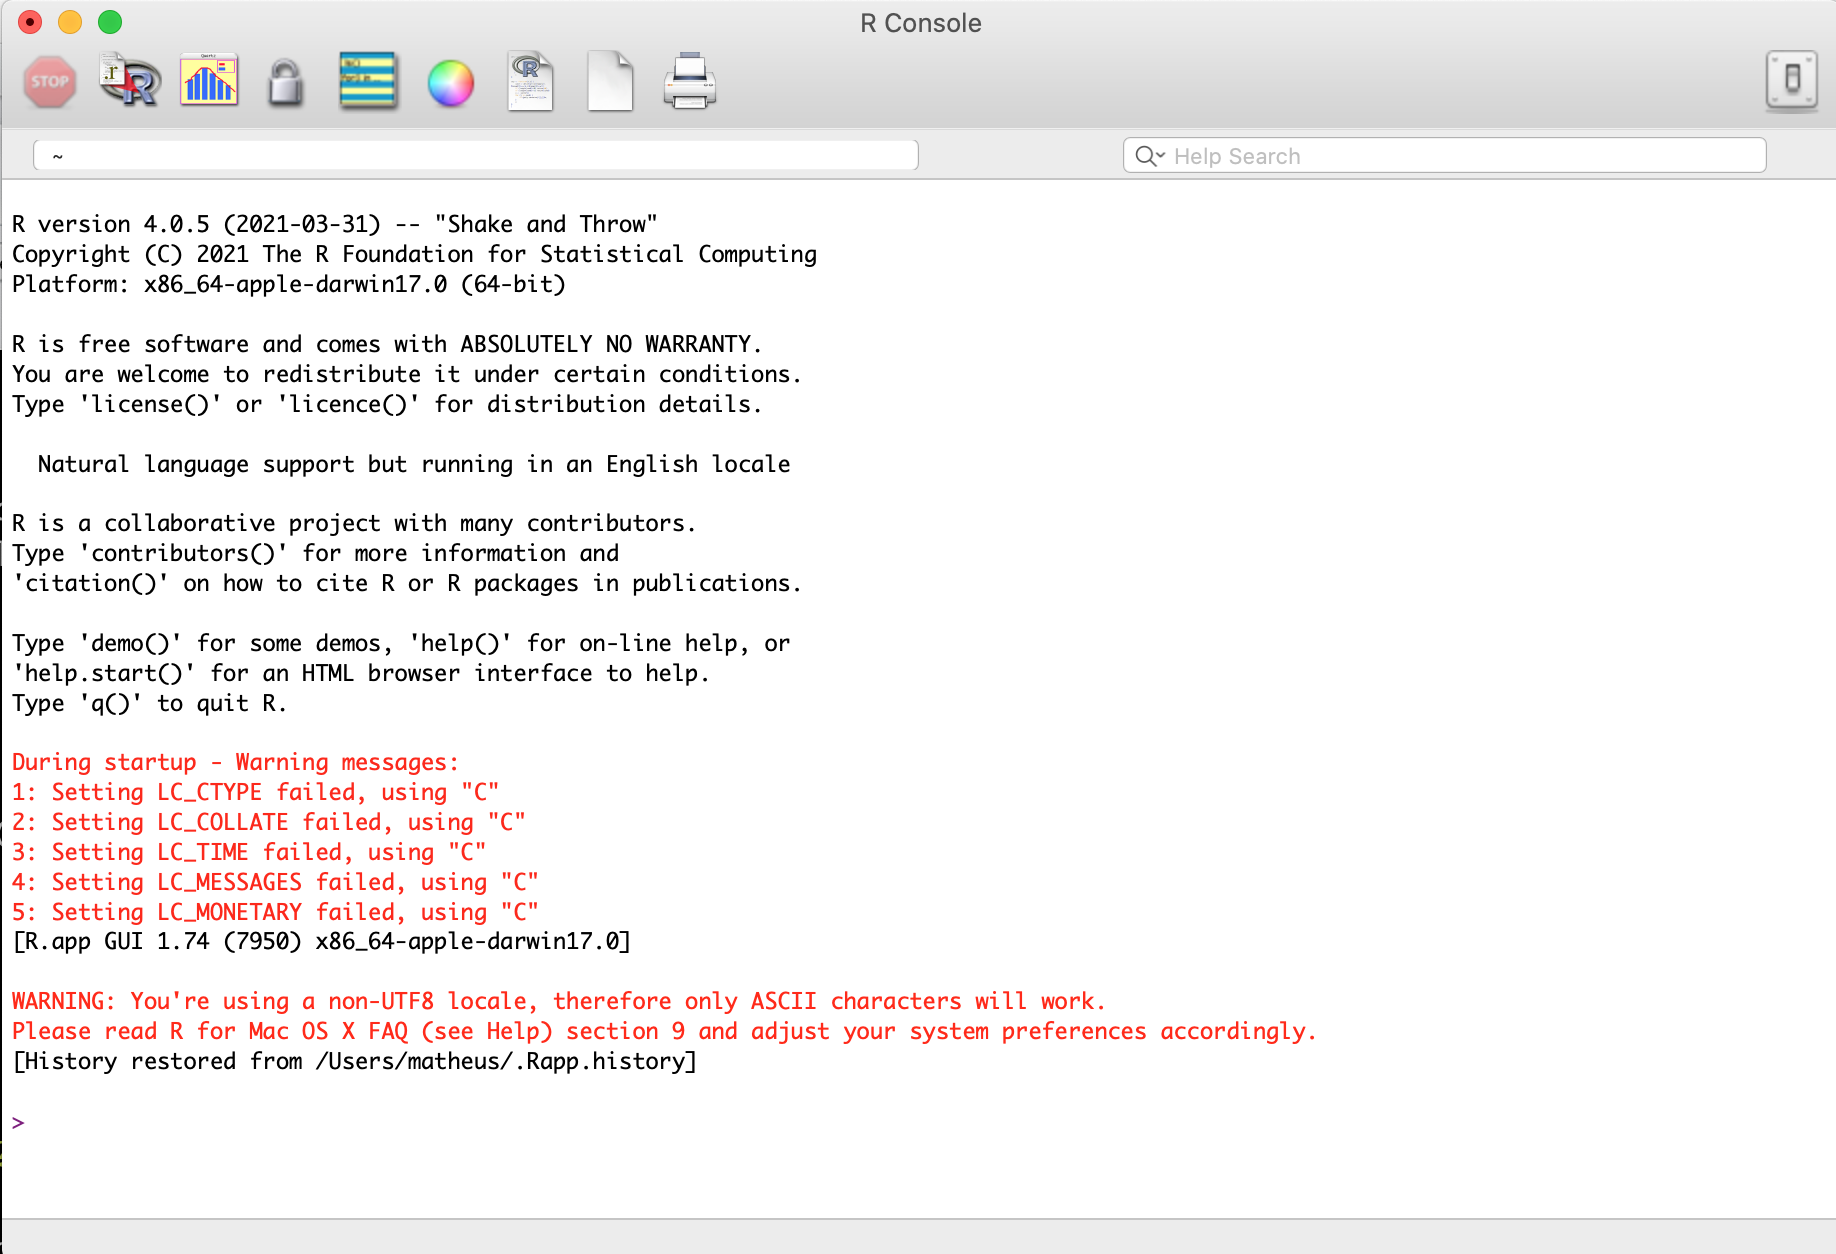 R Console
STOP
~
Help Search
R version 4.0.5 (2021-03-31) -- "Shake and Throw"
Copyright (C) 2021 The R Foundation for Statistical Computing
Platform: x86_64-apple-darwin17.0 (64-bit)
R is free software and comes with ABSOLUTELY NO WARRANTY.
You are welcome to redistribute it under certain conditions.
Type 'license()' or 'licence()' for distribution details.
Natural language support but running in an English locale
R is a collaborative project with many contributors.
Type 'contributors()' for more information and
'citation()' on how to cite R or R packages in publications.
Type 'demo()' for some demos, 'help()' for on-line help, or
'help.start()' for an HTML browser interface to help.
Type 'q()' to quit R.
During startup - Warning messages:
1: Setting LC_CTYPE failed, using "C"
2: Setting LC_COLLATE failed, using "C"
3: Setting LC_TIME failed, using "C"
4: Setting LC_MESSAGES failed, using "C"
5: Setting LC_MONETARY failed, using "C"
[R.app GUI 1.74 (7950) x86_64-apple-darwin17.0]
WARNING: You're using a non-UTF8 locale, therefore only ASCII characters will work.
Please read R for Mac OS X FAQ (see Help) section 9 and adjust your system preferences accordingly.
[History restored from /Users/matheus/.Rapp.history]
>